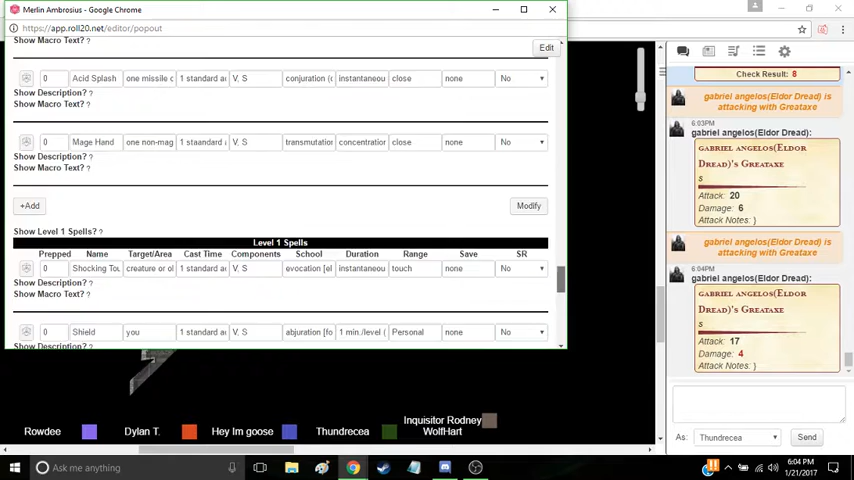 Merlin Ambrosius - Google Chrome
https://app.roll20.net/editor/popout
Show Macro Text? ?
Edit
0 Acid Splash one missile o 1 standard ac V, S conjuration (c instantaneou close none No
Show Description? ?
Show Macro Text? ?
0 Mage Hand one non-mag 1 staandard a V, S transmutation concentration close none No
Show Description? ?
Show Macro Text? ?
+Add
Modify
Show Level 1 Spells? ?
Level 1 Spells
Prepped Name Target/Area Cast Time Components School Duration Range Save SR
0 Shocking Tou creature or ol 1 standard ac V, S evocation [el instantaneou touch none No
Show Description? ?
Show Macro Text? ?
0 Shield you 1 standard ac V, S abjuration [fo 1 min./level ( Personal none No
Show Description? ?
Check Result: 8
gabriel angelos(Eldor Dread) is
attacking with Greataxe
6:03PM
gabriel angelos(Eldor Dread):
gabriel angelos(Eldor
Dread)'s Greataxe
s
Attack: 20
Damage: 6
Attack Notes: }
gabriel angelos(Eldor Dread) is
attacking with Greataxe
6:04PM
gabriel angelos(Eldor Dread):
gabriel angelos(Eldor
Dread)'s Greataxe
s
Attack: 17
Damage: 4
Attack Notes: }
As: Thundrecea
Send
Rowdee
Dylan T.
Hey Im goose
Thundrecea
Inquisitor Rodney
WolfHart
Ask me anything
6:04 PM
1/21/2017